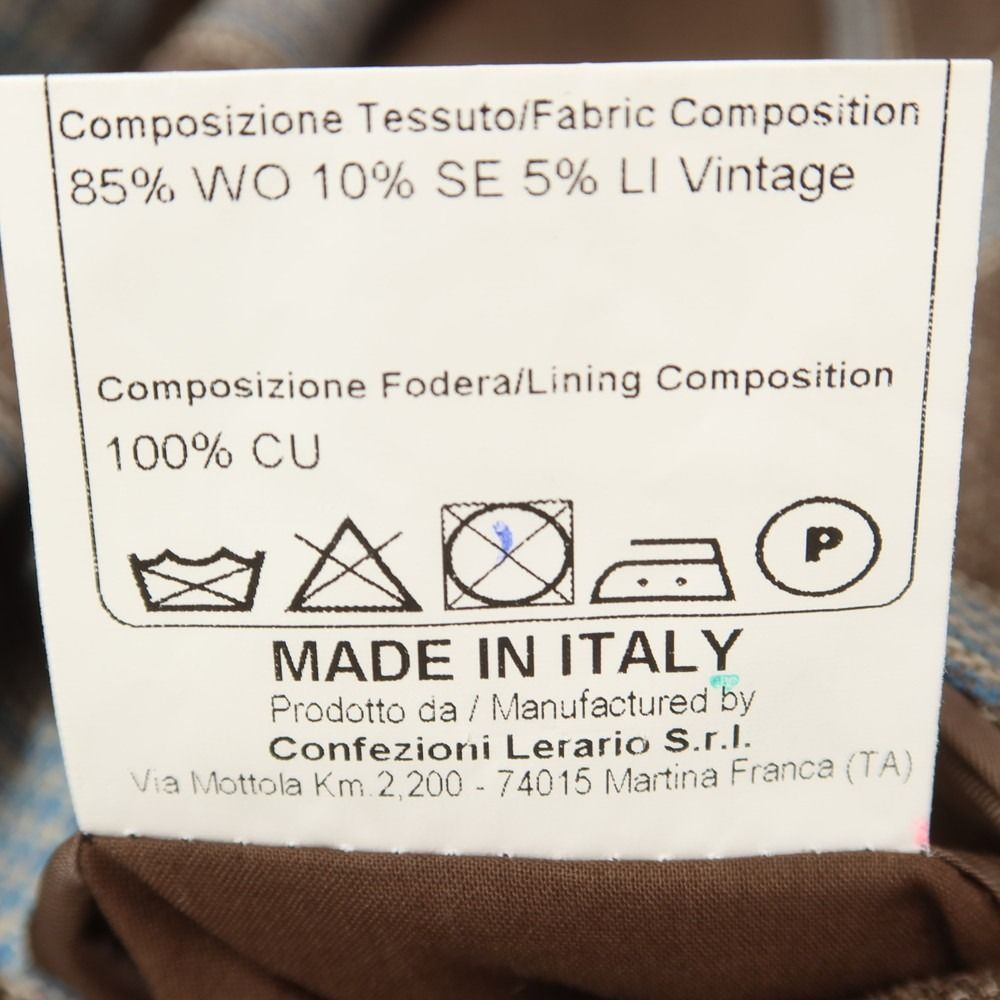 Composizione Tessuto/Fabric Composition
85% WO 10% SE 5% LI Vintage
Composizione Fodera/Lining Composition
100% CU
P
MADE IN ITALY
Prodotto da / Manufactured by
Confezioni Lerario S.r.l.
Via Mottola Km.2,200 - 74015 Martina Franca (TA)